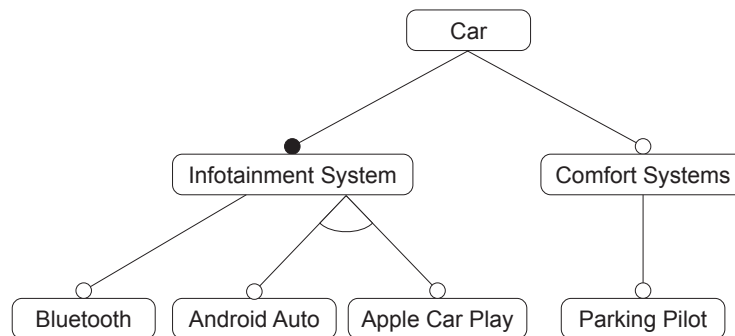 Car
Infotainment System
Comfort Systems
Bluetooth
Android Auto
Apple Car Play
Parking Pilot